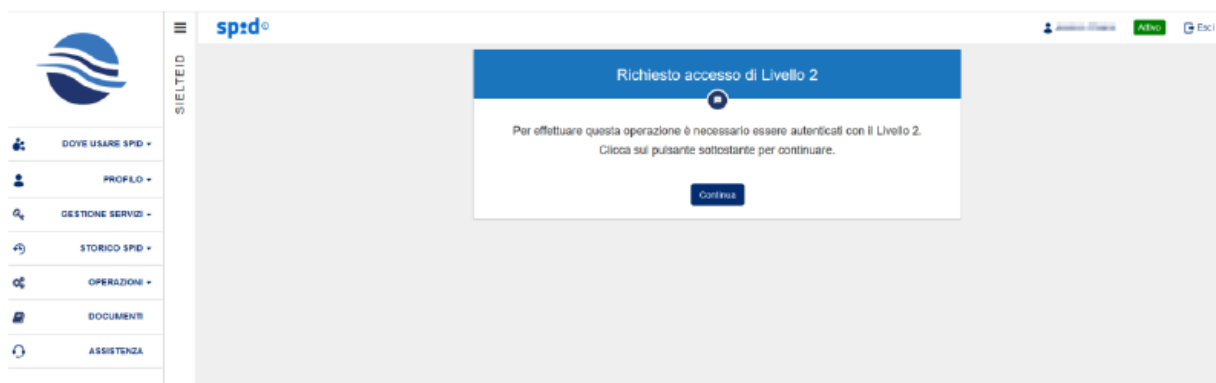 spid
Attivo
Esci
SIELTEID
DOVE USARE SPID
PROFILO
GESTIONE SERVIZI
STORICO SPID
OPERAZIONI
DOCUMENTI
ASSISTENZA
Richiesto accesso di Livello 2
Per effettuare questa operazione è necessario essere autenticati con il Livello 2.
Clicca sul pulsante sottostante per continuare.
Continua